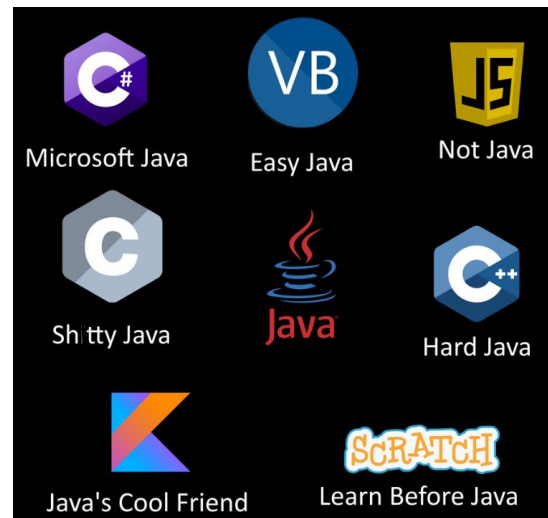 C#
VB
JS
Microsoft Java
Easy Java
Not Java
C
Java
C++
Shitty Java
Hard Java
SCRATCH
Java's Cool Friend
Learn Before Java